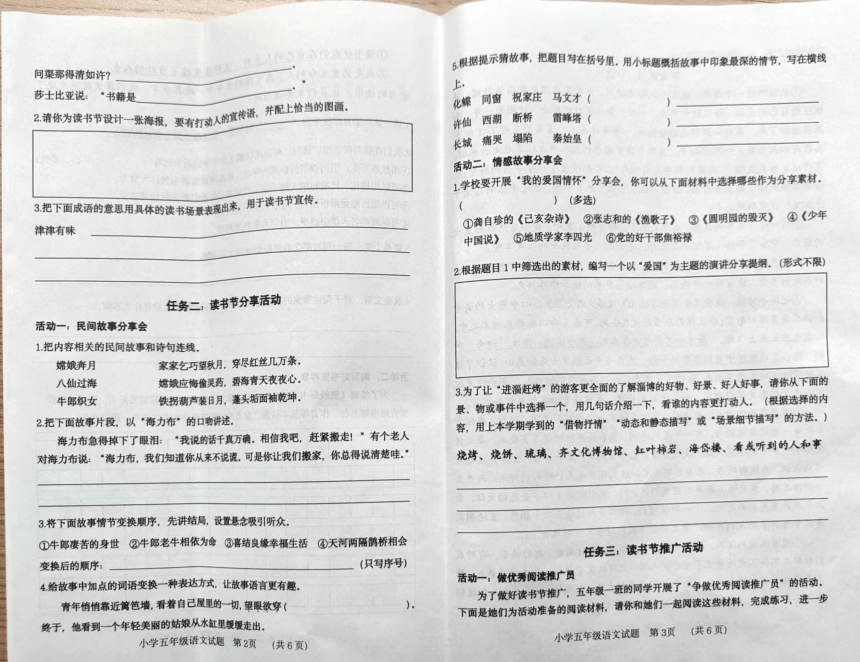 问渠那得清如许？
莎士比亚说：“书籍是
2.请你为读书节设计一张海报，要有打动人的宣传语，并配上恰当的图画。
3.把下面成语的意思用具体的读书场景表现出来，用于读书节宣传。
津津有味
任务二：读书节分享活动
活动一：民间故事分享会
1.把内容相关的民间故事和诗句连线。
嫦娥奔月 家家乞巧望秋月，穿尽红丝几万条。
八仙过海 嫦娥应悔偷灵药，碧海青天夜夜心。
牛郎织女 铁拐葫芦装日月，蓬头垢面袖乾坤。
2.把下面故事片段，以“海力布”的口吻讲述。
海力布急得掉下了眼泪：“我说的话千真万确，相信我吧，赶紧搬走！”有个老人
对海力布说：“海力布，我们知道你从来不说谎，可是你让我们搬家，你总得说清楚哇。”
3.将下面故事情节变换顺序，先讲结局，设置悬念吸引听众。
①牛郎凄苦的身世 ②牛郎老牛相依为命 ③喜结良缘幸福生活 ④天河两隔鹊桥相会
变换后的顺序： (只写序号)
4.给故事中加点的词语变换一种表达方式，让故事语言更有趣。
青年悄悄靠近篱笆墙，看着自己屋里的一切，望眼欲穿( )。
终于，他看到一个年轻美丽的姑娘从水缸里缓缓走出。
小学五年级语文试题 第2页 (共6页)
5.根据提示猜故事，把题目写在括号里。用小标题概括故事中印象最深的情节，写在横线
上。
化蝶 同窗 祝家庄 马文才 ( )
许仙 西湖 断桥 雷峰塔 ( )
长城 痛哭 塌陷 秦始皇 ( )
活动二：情感故事分享会
1.学校要开展“我的爱国情怀”分享会，你可以从下面材料中选择哪些作为分享素材。
( ) (多选)
①龚自珍的《己亥杂诗》 ②张志和的《渔歌子》 ③《圆明园的毁灭》 ④《少年
中国说》 ⑤地质学家李四光 ⑥党的好干部焦裕禄
2.根据题目1中筛选出的素材，编写一个以“爱国”为主题的演讲分享提纲。(形式不限)
3.为了让“进淄赶烤”的游客更全面的了解淄博的好物、好景、好人好事，请你从下面的
景、物或事件中选择一个，用几句话介绍一下，看谁的内容更打动人。（根据选择的内
容，用上本学期学到的“借物抒情”“动态和静态描写”或“场景细节描写”的方法。）
烧烤、烧饼、琉璃、齐文化博物馆、红叶柿岩、海岱楼、看或听到的人和事
任务三：读书节推广活动
活动一：做优秀阅读推广员
为了做好读书节推广，五年级一班的同学开展了“争做优秀阅读推广员”的活动。
下面是她们为活动准备的阅读材料，请你和她们一起阅读这些材料，完成练习，进一步
小学五年级语文试题 第3页 (共6页)